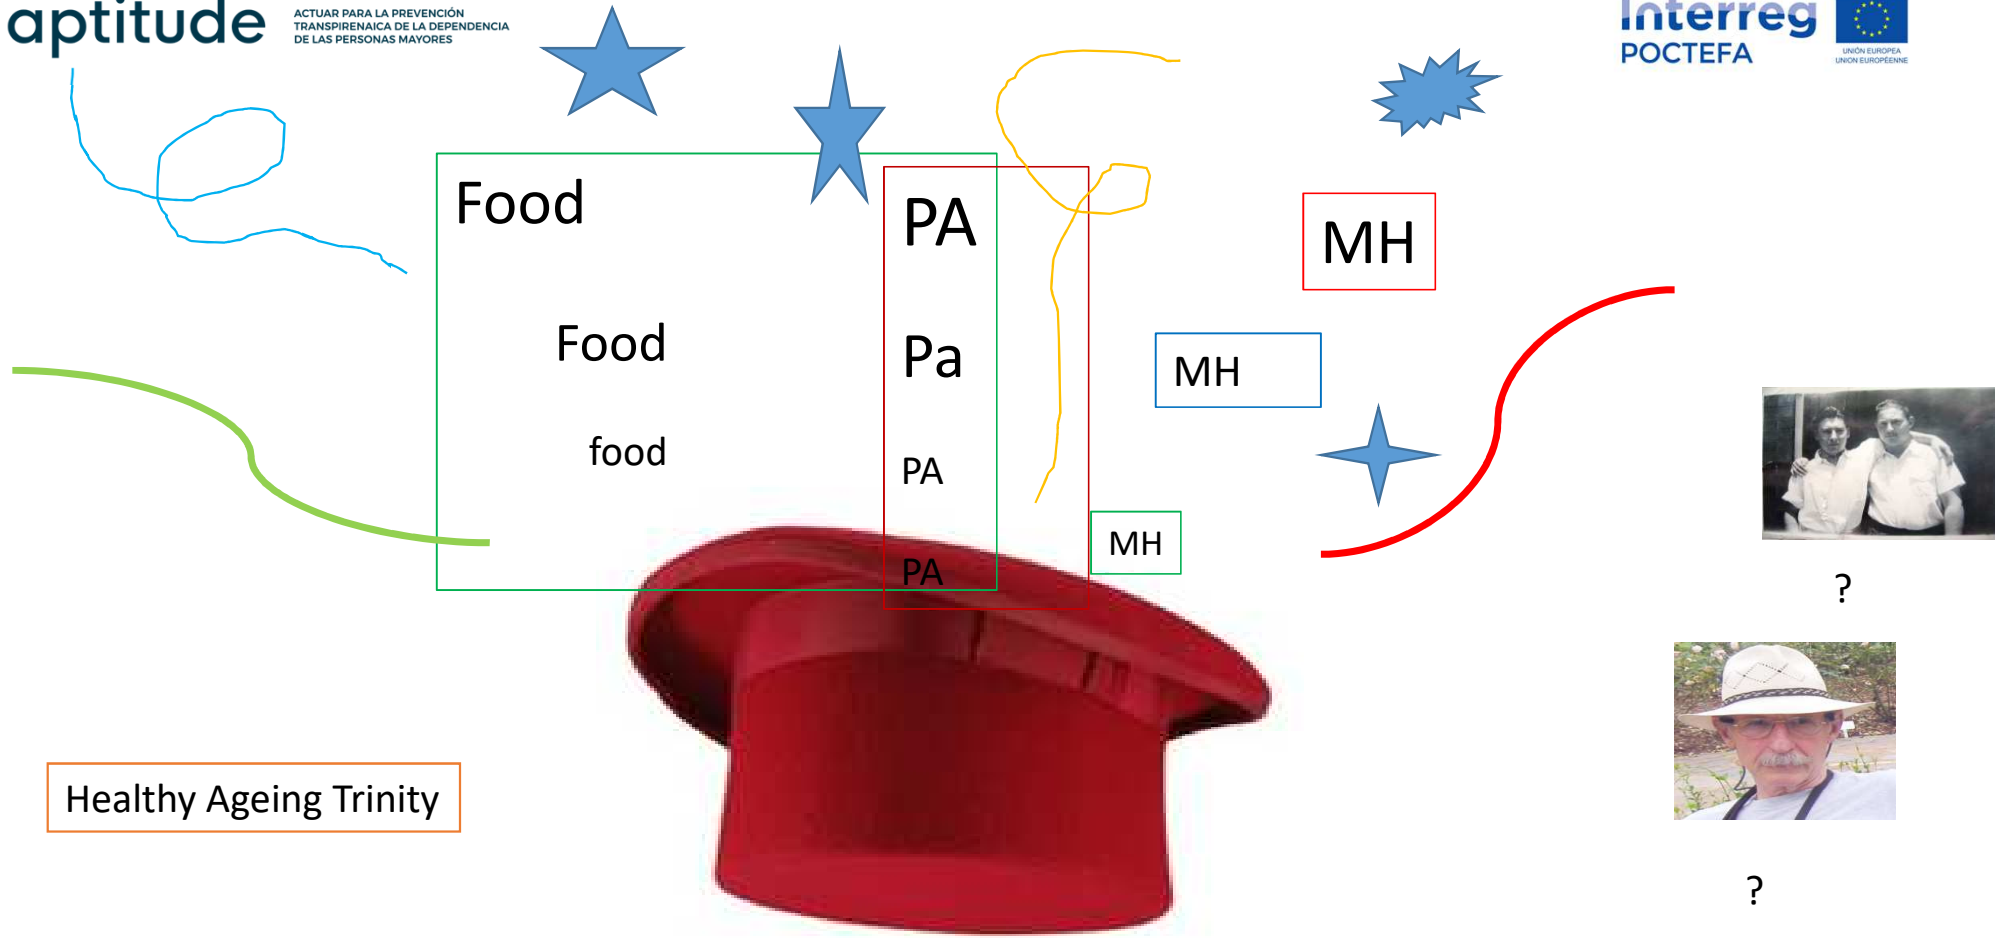 aptitude
ACTUAR PARA LA PREVENCIÓN
TRANSPIRENAICA DE LA DEPENDENCIA
DE LAS PERSONAS MAYORES
Interreg
POCTEFA
UNIÓN EUROPEA
UNION EUROPÉENNE
Food
PA
MH
Food
Pa
MH
food
PA
MH
PA
?
Healthy Ageing Trinity
?